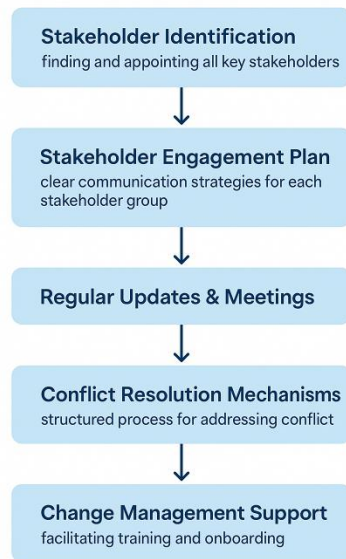 Stakeholder Identification
finding and appointing all key stakeholders
Stakeholder Engagement Plan
clear communication strategies for each
stakeholder group
Regular Updates & Meetings
Conflict Resolution Mechanisms
structured process for addressing conflict
Change Management Support
facilitating training and onboarding